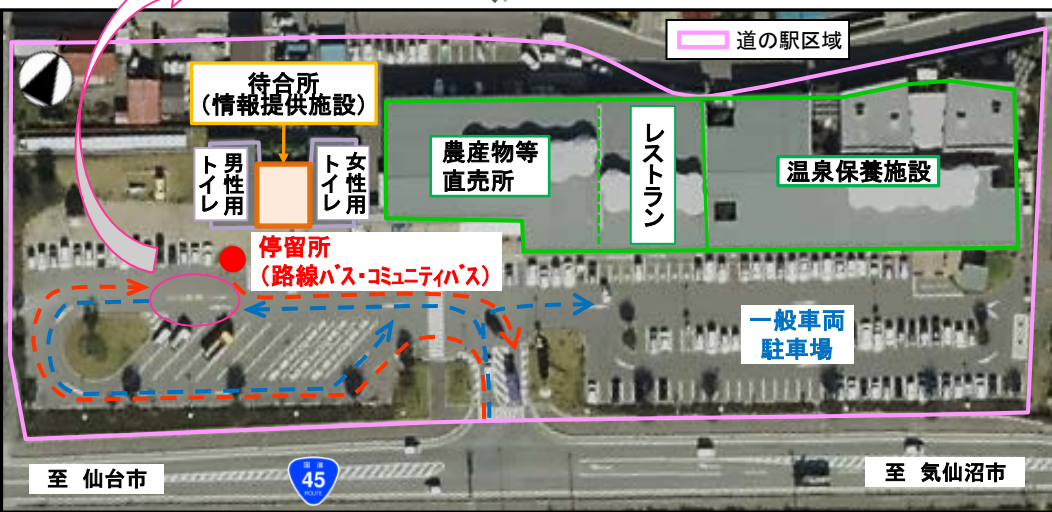 道の駅区域
待合所
（情報提供施設）
男性用
トイレ
女性用
トイレ
農産物等
直売所
レストラン
温泉保養施設
停留所
（路線バス・コミュニティバス）
一般車両
駐車場
至 仙台市
国道
45
ROUTE
至 気仙沼市